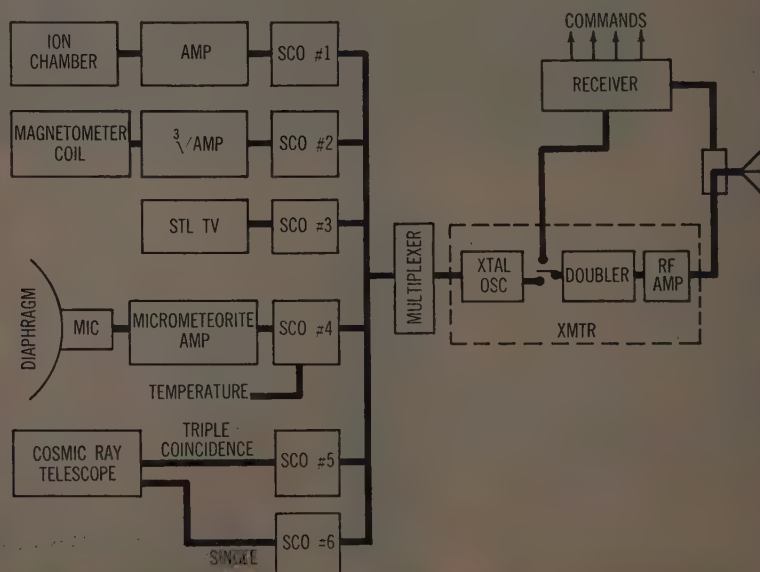 COMMANDS
ION
CHAMBER
AMP
SCO #1
RECEIVER
MAGNETOMETER
COIL
3\/AMP
SCO #2
STL TV
SCO #3
MULTIPLEXER
XTAL
OSC
DOUBLER
RF
AMP
XMTR
DIAPHRAGM
MIC
MICROMETEORITE
AMP
SCO #4
TEMPERATURE
COSMIC RAY
TELESCOPE
TRIPLE
COINCIDENCE
SCO #5
SINGLE
SCO #6